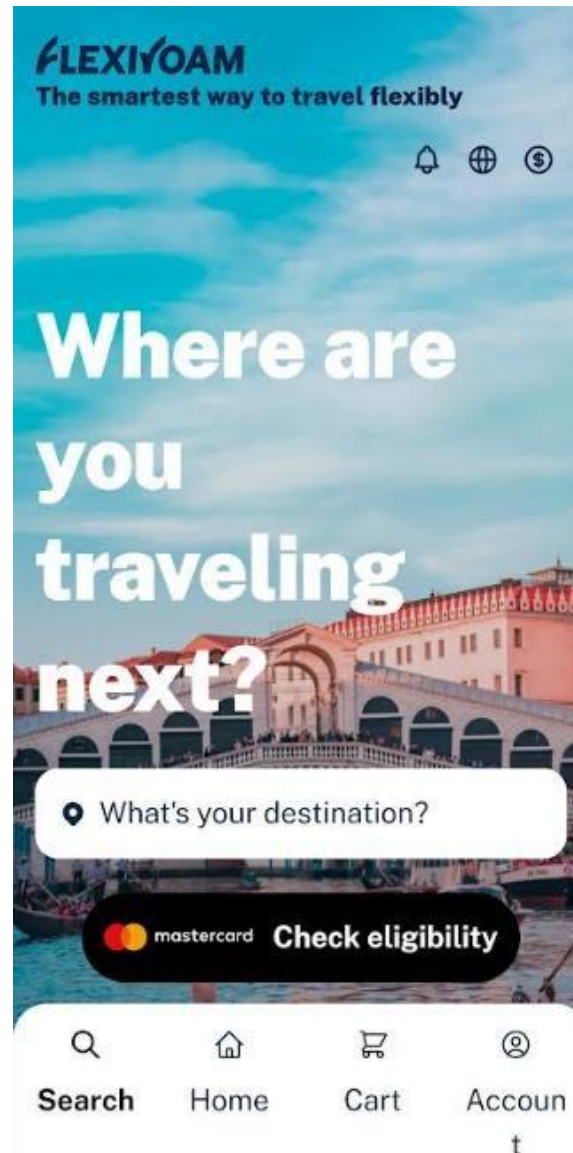 FLEXIROAM
The smartest way to travel flexibly
Where are
you
traveling
next?
What's your destination?
mastercard Check eligibility
Search Home Cart Accoun
t